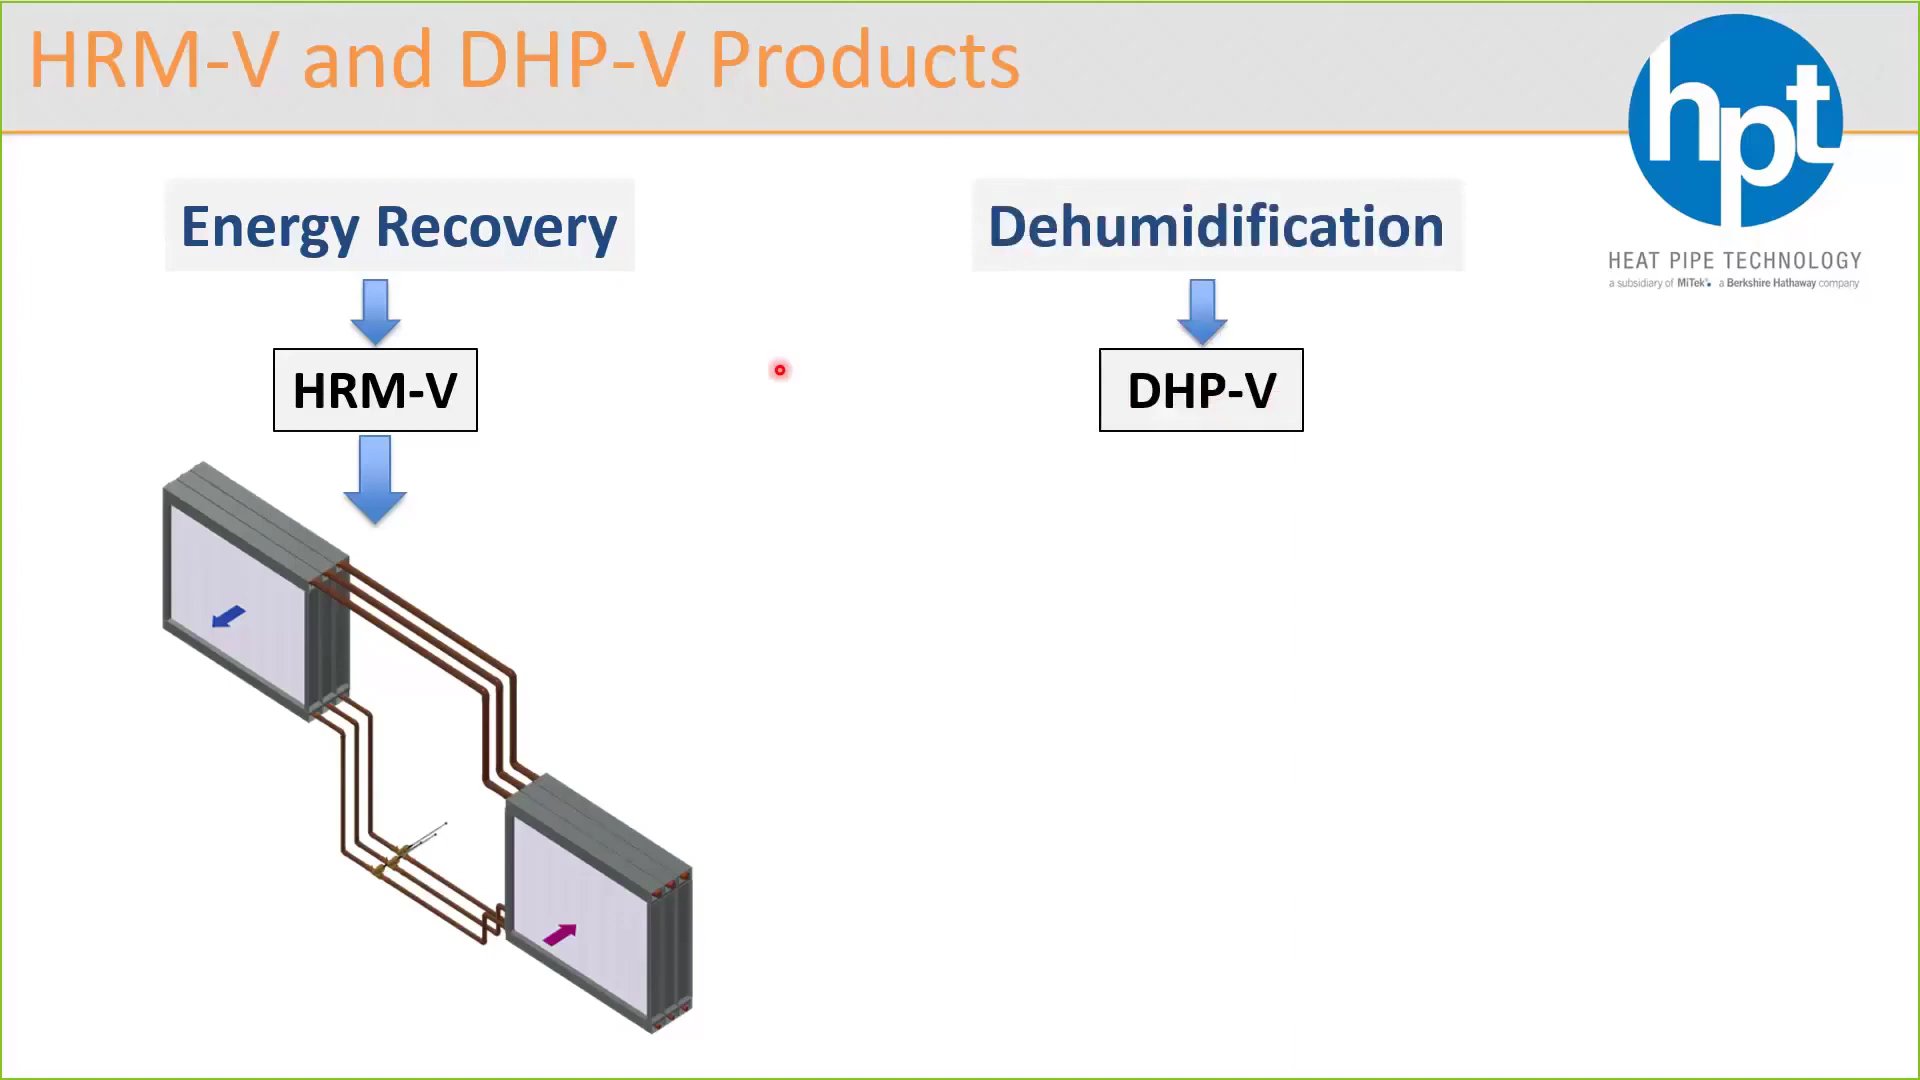 HRM-V and DHP-V Products
hpt
HEAT PIPE TECHNOLOGY
a subsidiary of MiTek® a Berkshire Hathaway company
Energy Recovery
Dehumidification
HRM-V
DHP-V